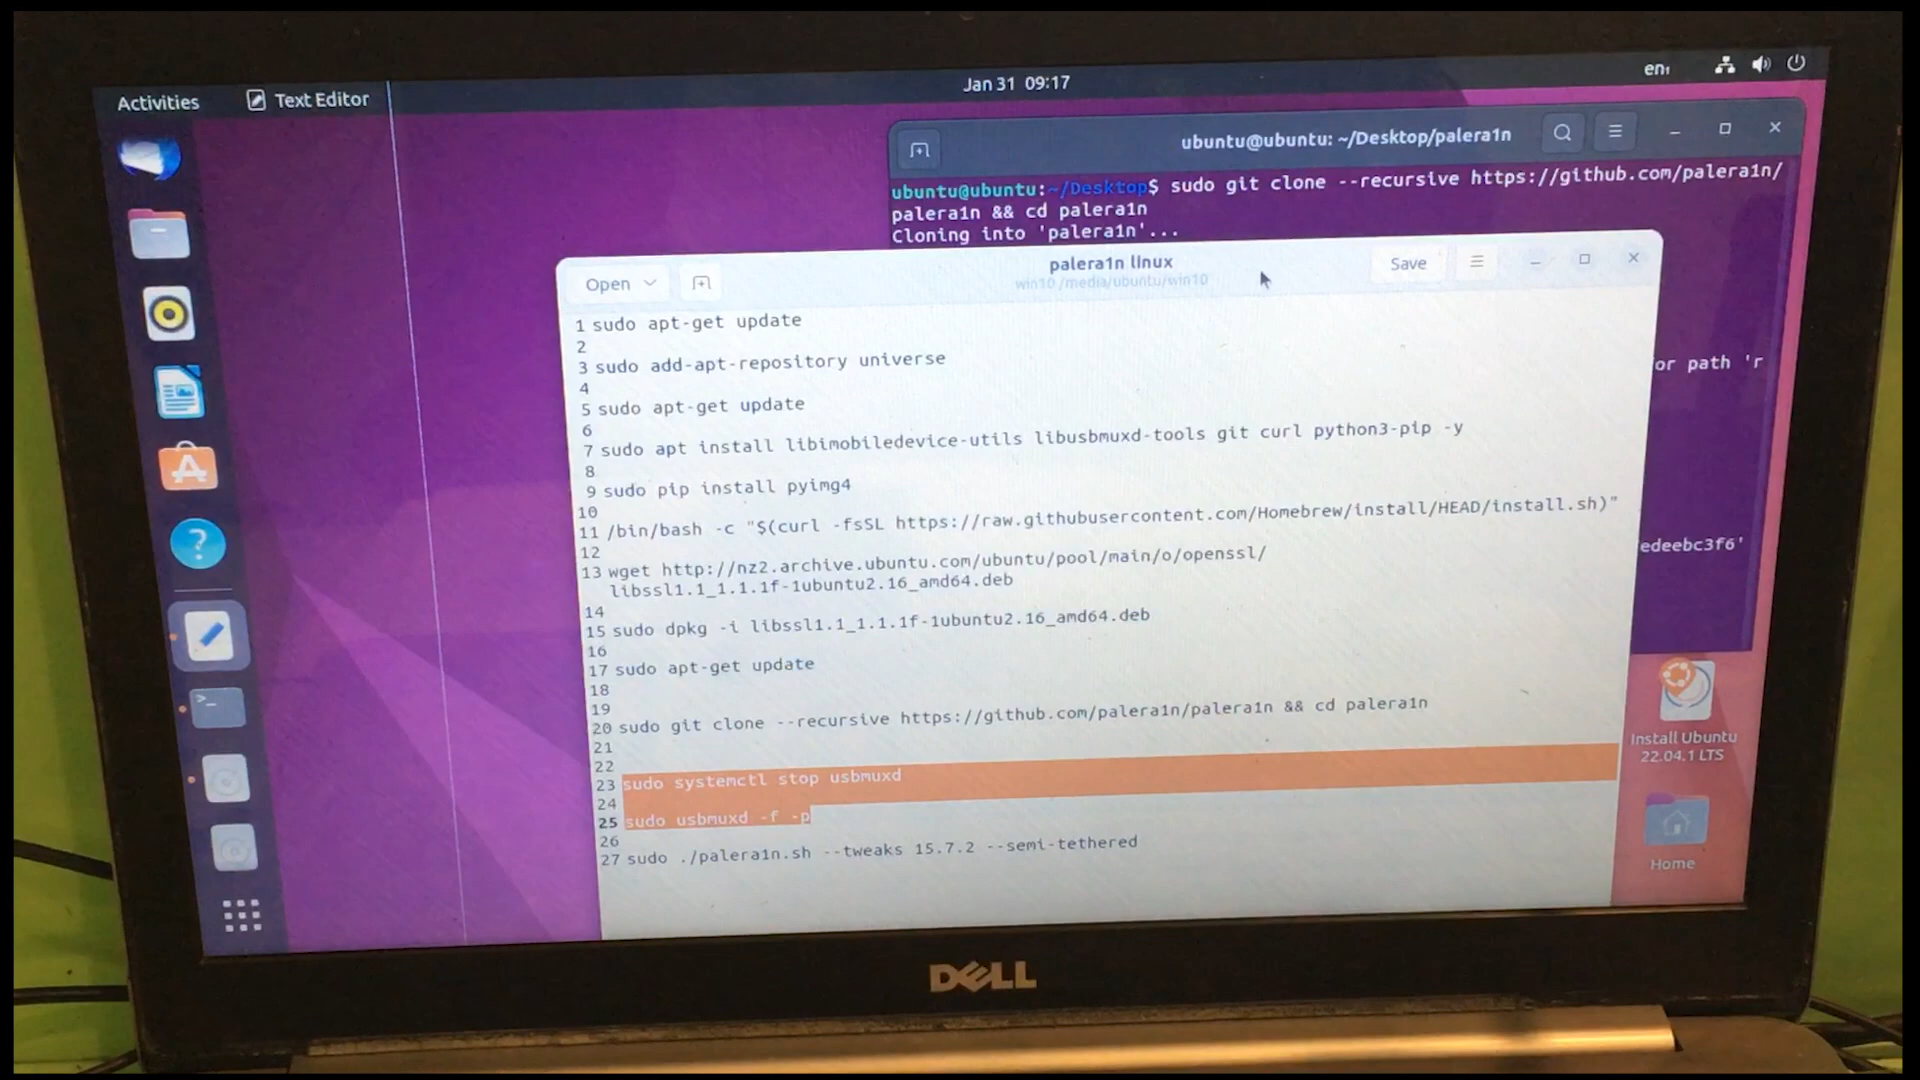 Activities
Text Editor
Jan 31 09:17
en₁
ubuntu@ubuntu: ~/Desktop/palera1n
ubuntu@ubuntu:~/Desktop$ sudo git clone --recursive https://github.com/palera1n/
palera1n && cd palera1n
Cloning into 'palera1n'...
Open
palera1n linux
win10 /media/ubuntu/win10
Save
1 sudo apt-get update
2
3 sudo add-apt-repository universe
4
5 sudo apt-get update
6
7 sudo apt install libimobiledevice-utils libusbmuxd-tools git curl python3-pip -y
8
9 sudo pip install pyimg4
10
11 /bin/bash -c "$(curl -fsSL https://raw.githubusercontent.com/Homebrew/install/HEAD/install.sh)"
12
13 wget http://nz2.archive.ubuntu.com/ubuntu/pool/main/o/openssl/
libssl1.1_1.1.1f-1ubuntu2.16_amd64.deb
14
15 sudo dpkg -i libssl1.1_1.1.1f-1ubuntu2.16_amd64.deb
16
17 sudo apt-get update
18
19
20 sudo git clone --recursive https://github.com/palera1n/palera1n && cd palera1n
21
22
23 sudo systemctl stop usbmuxd
24
25 sudo usbmuxd -f -p
26
27 sudo ./palera1n.sh --tweaks 15.7.2 --semi-tethered
or path 'r
edeebc3f6'
Install Ubuntu
22.04.1 LTS
Home
DELL